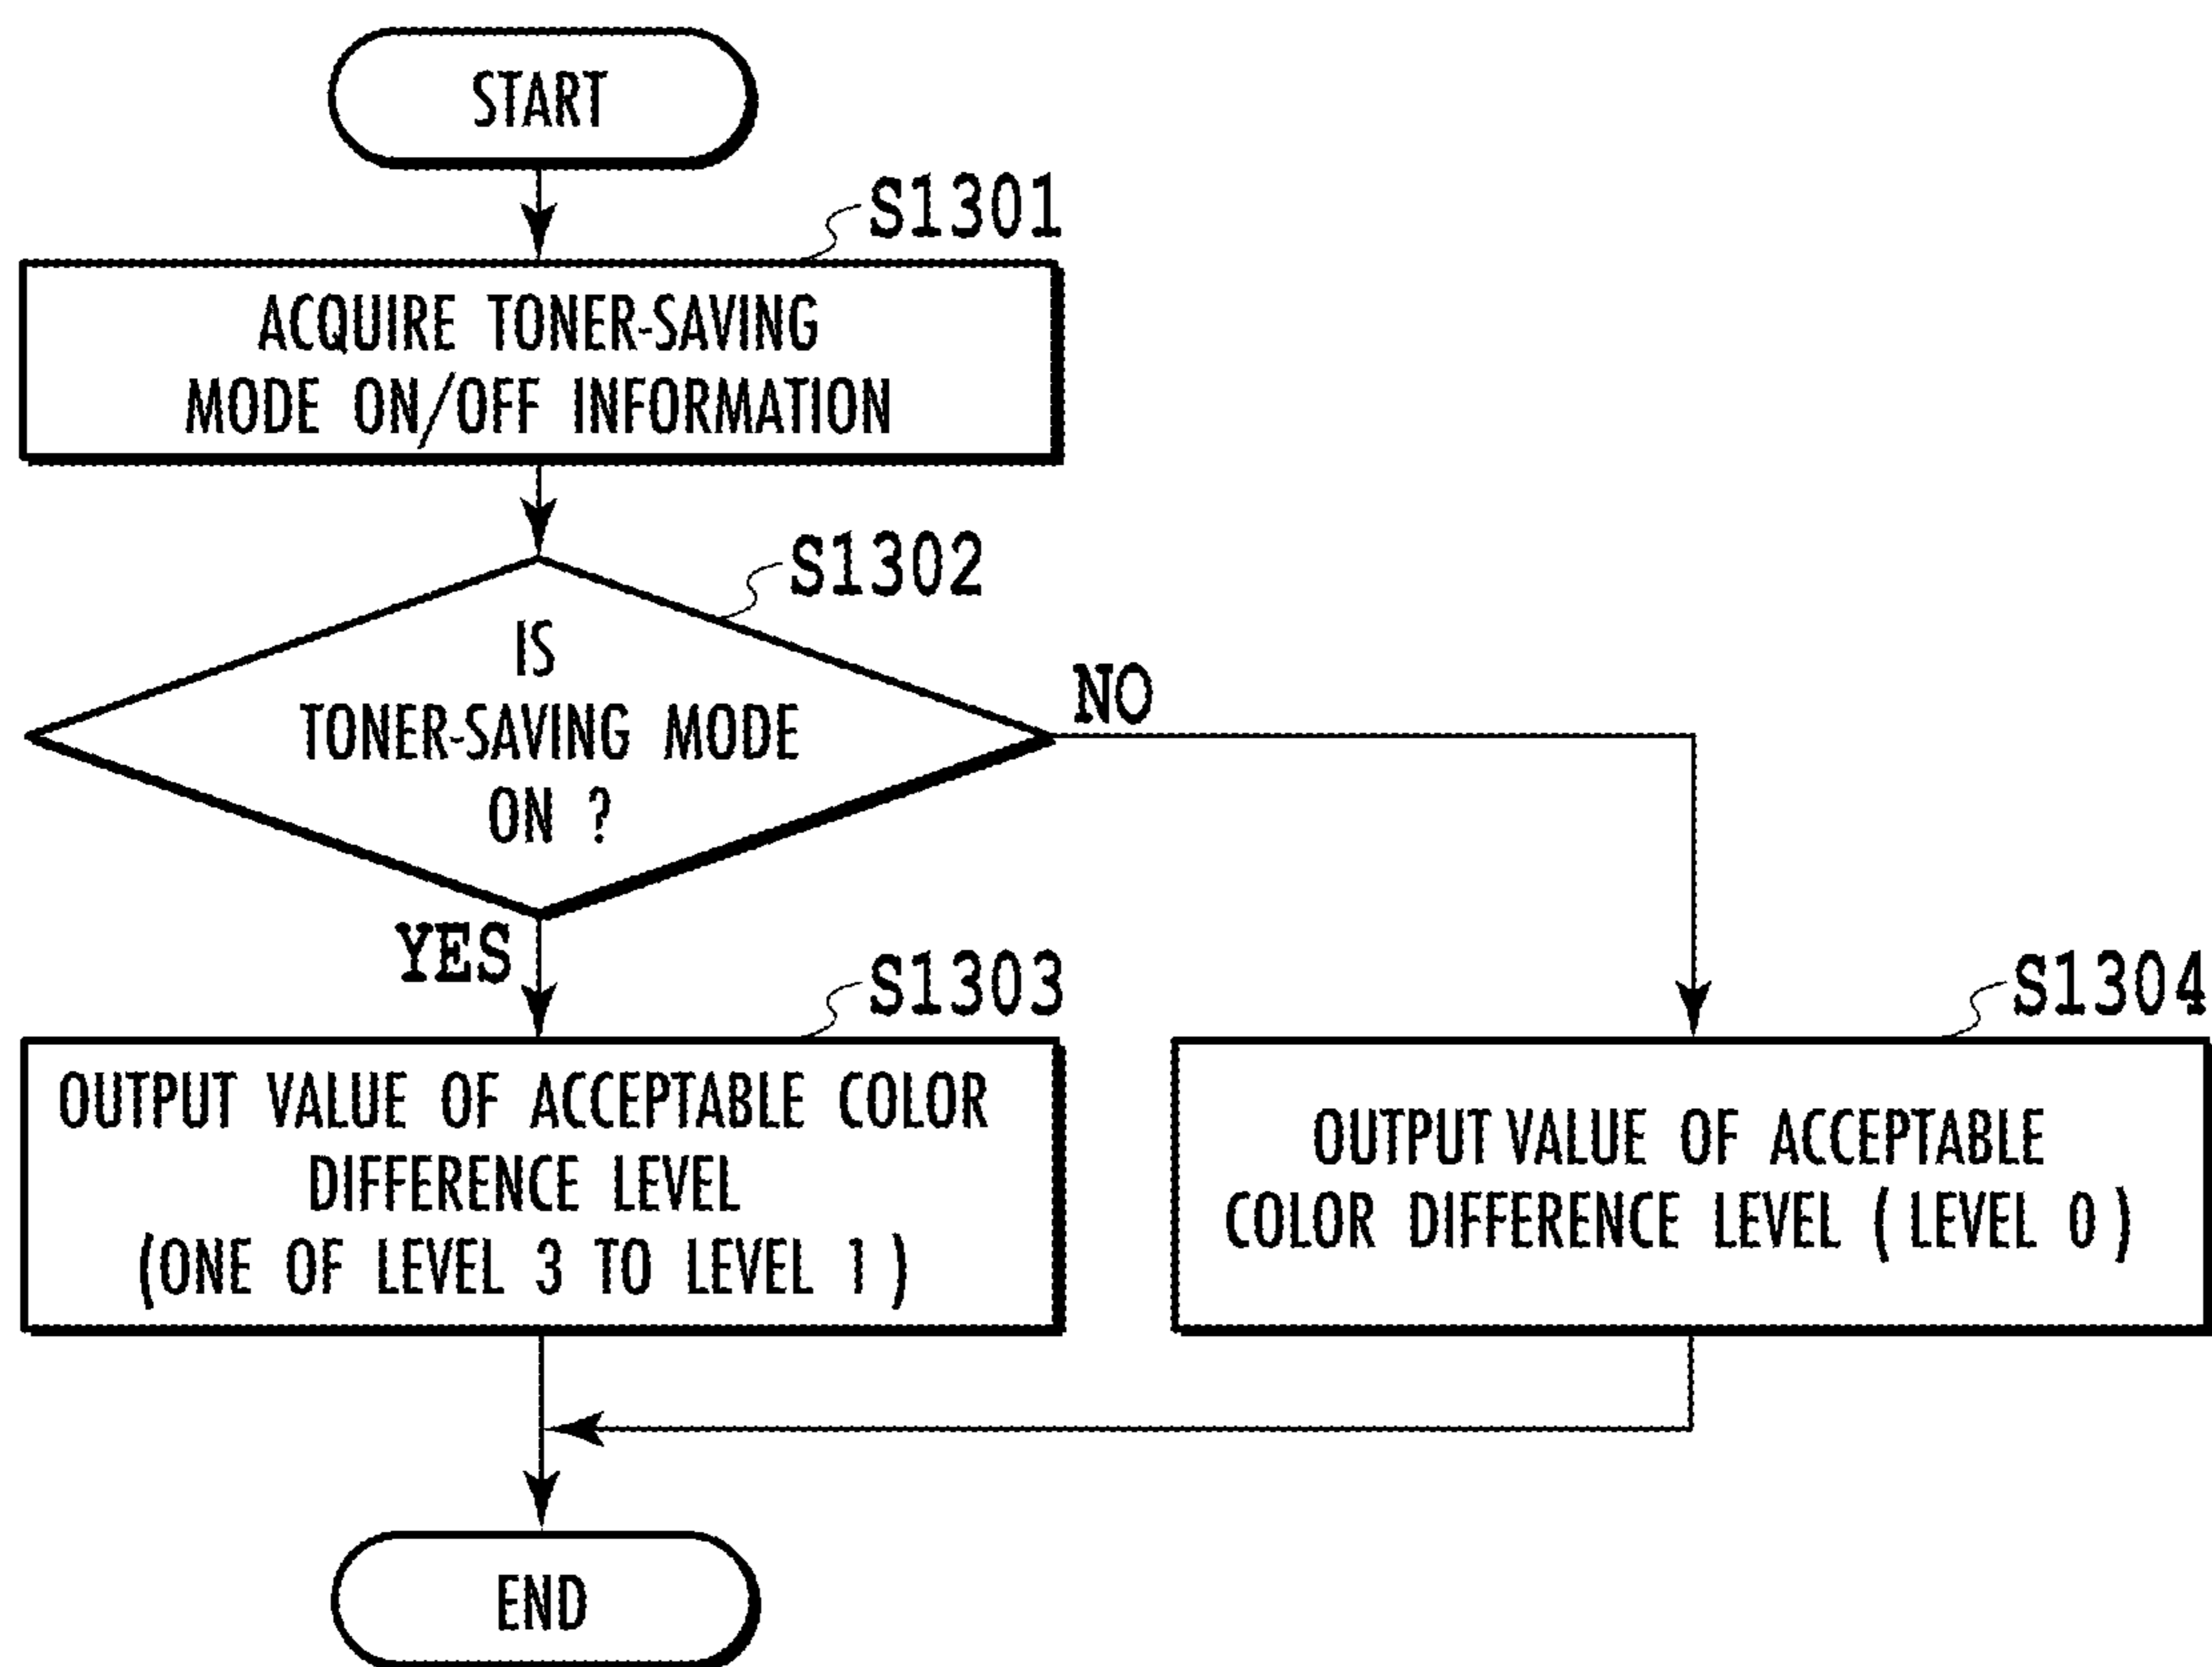 START
S1301
ACQUIRE TONER-SAVING
MODE ON/OFF INFORMATION
S1302
IS
TONER-SAVING MODE
ON ?
NO
YES
S1303
OUTPUT VALUE OF ACCEPTABLE COLOR
DIFFERENCE LEVEL
(ONE OF LEVEL 3 TO LEVEL 1 )
S1304
OUTPUT VALUE OF ACCEPTABLE
COLOR DIFFERENCE LEVEL ( LEVEL 0 )
END